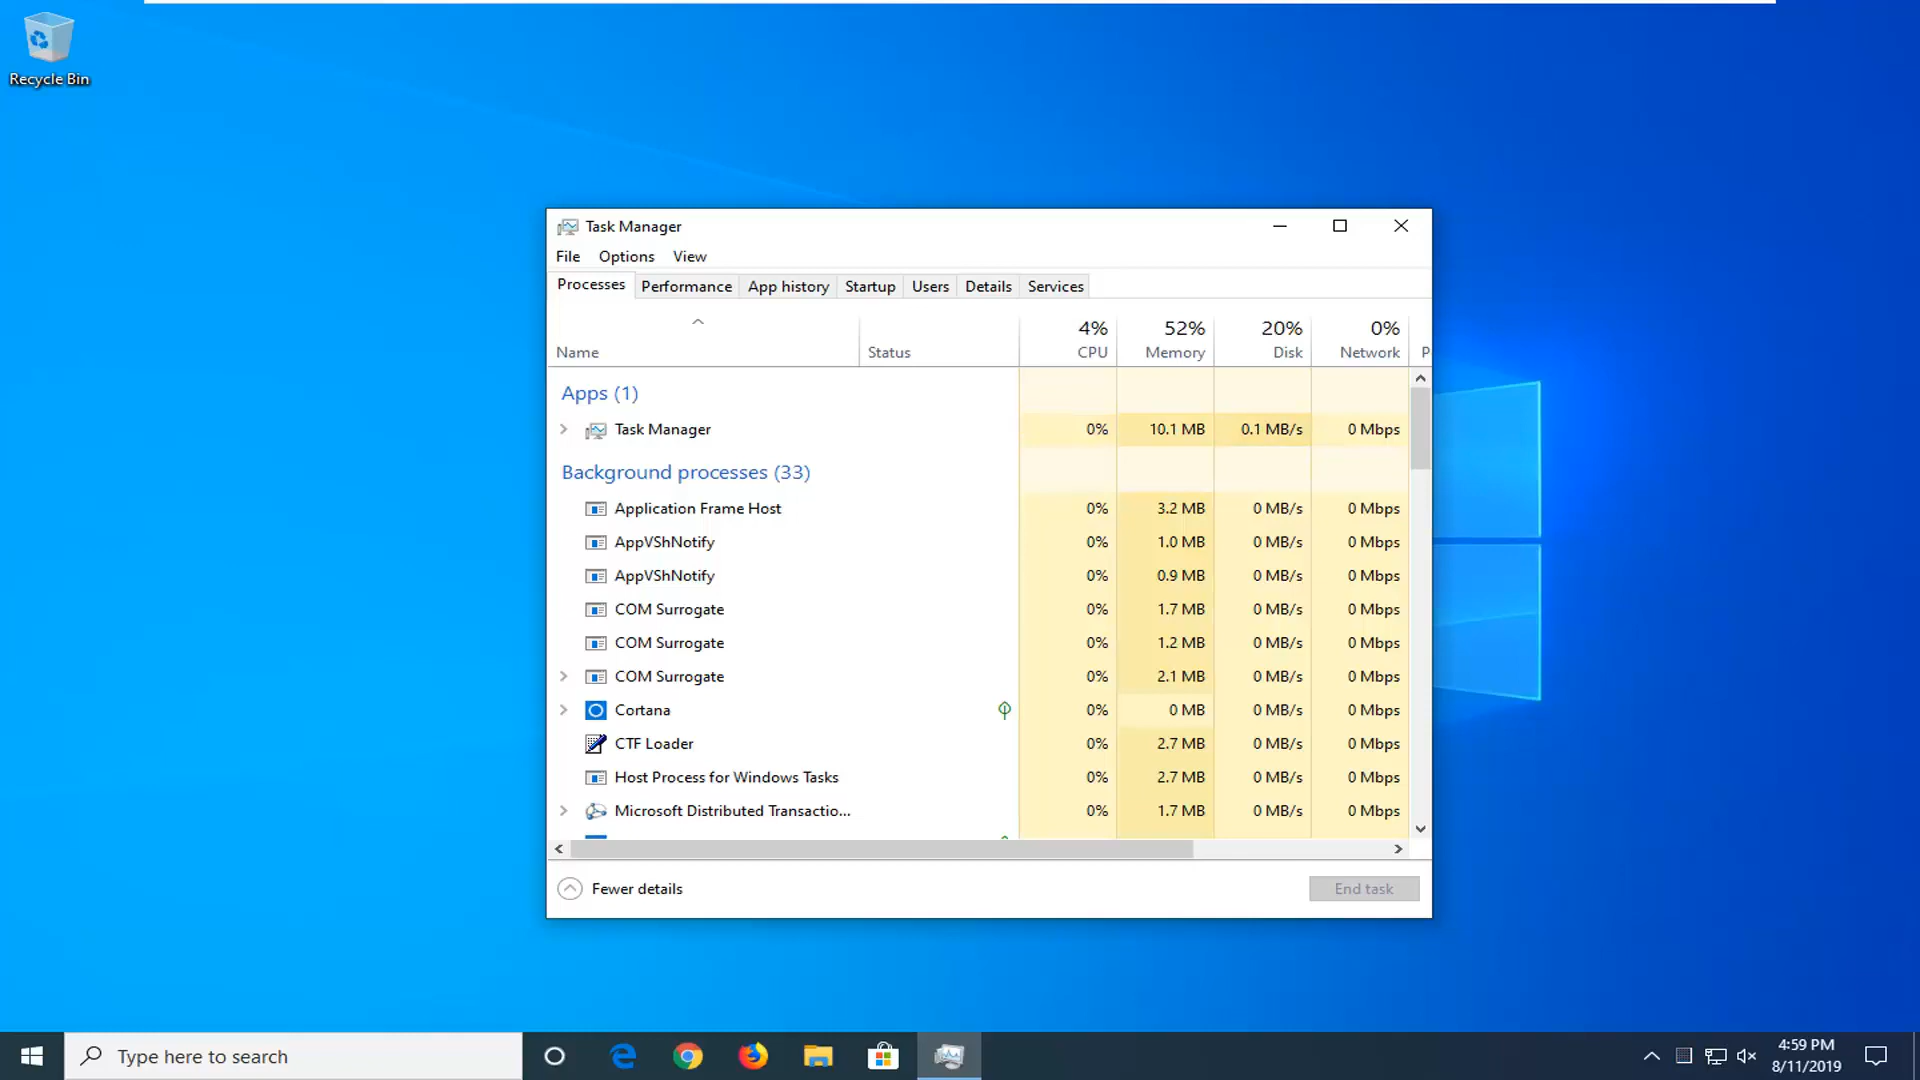 Recycle Bin
Task Manager
File Options View
Processes Performance App history Startup Users Details Services
4% 52% 20% 0%
Name Status CPU Memory Disk Network P
Apps (1)
Task Manager 0% 10.1 MB 0.1 MB/s 0 Mbps
Background processes (33)
Application Frame Host 0% 3.2 MB 0 MB/s 0 Mbps
AppVShNotify 0% 1.0 MB 0 MB/s 0 Mbps
AppVShNotify 0% 0.9 MB 0 MB/s 0 Mbps
COM Surrogate 0% 1.7 MB 0 MB/s 0 Mbps
COM Surrogate 0% 1.2 MB 0 MB/s 0 Mbps
COM Surrogate 0% 2.1 MB 0 MB/s 0 Mbps
Cortana 0% 0 MB 0 MB/s 0 Mbps
CTF Loader 0% 2.7 MB 0 MB/s 0 Mbps
Host Process for Windows Tasks 0% 2.7 MB 0 MB/s 0 Mbps
Microsoft Distributed Transactio... 0% 1.7 MB 0 MB/s 0 Mbps
Fewer details End task
Type here to search
4:59 PM
8/11/2019